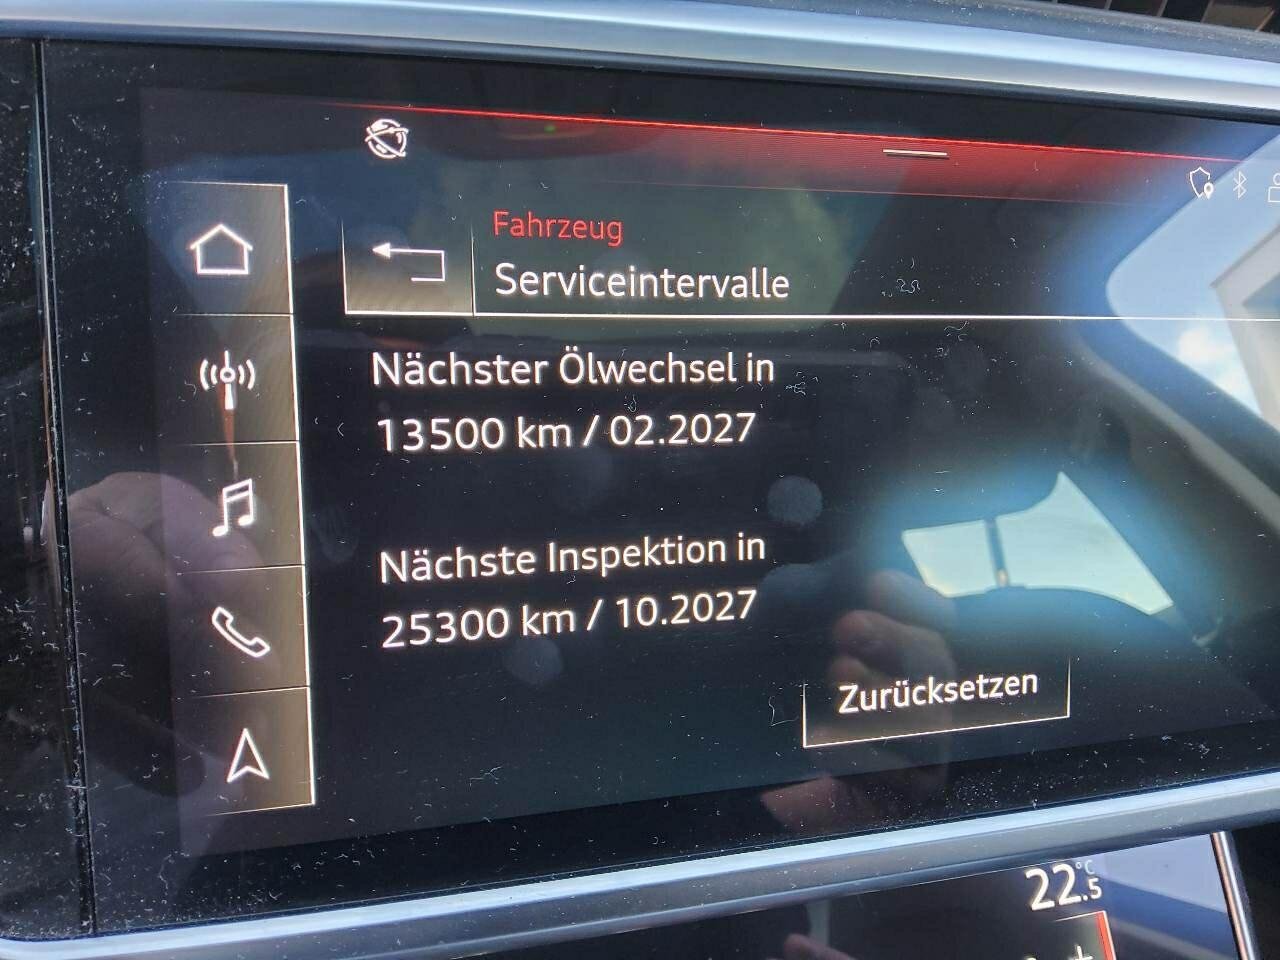 Fahrzeug
Serviceintervalle
Nächster Ölwechsel in
13500 km / 02.2027
Nächste Inspektion in
25300 km / 10.2027
Zurücksetzen
22.5 °C